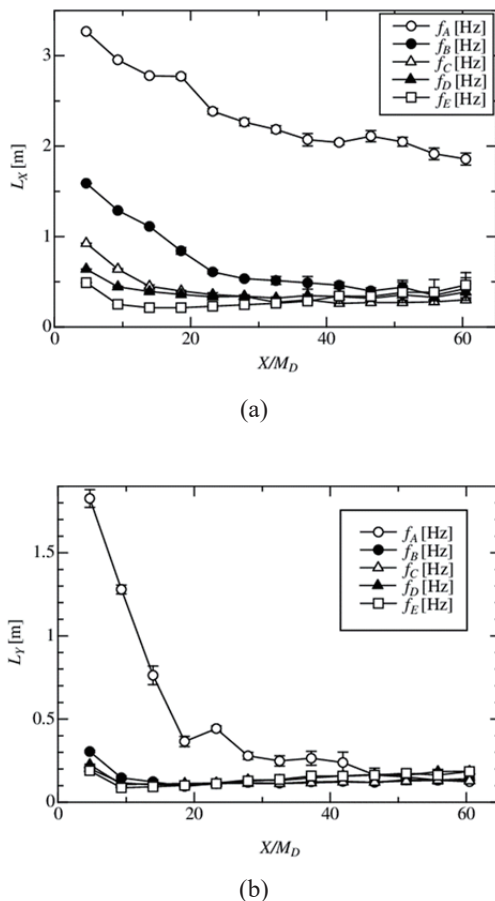 3
2
1
0
L_X [m]
f_A [Hz]
f_B [Hz]
f_C [Hz]
f_D [Hz]
f_E [Hz]
0 20 40 60
X/M_D
(a)
1.5
1
0.5
0
L_Y [m]
f_A [Hz]
f_B [Hz]
f_C [Hz]
f_D [Hz]
f_E [Hz]
0 20 40 60
X/M_D
(b)